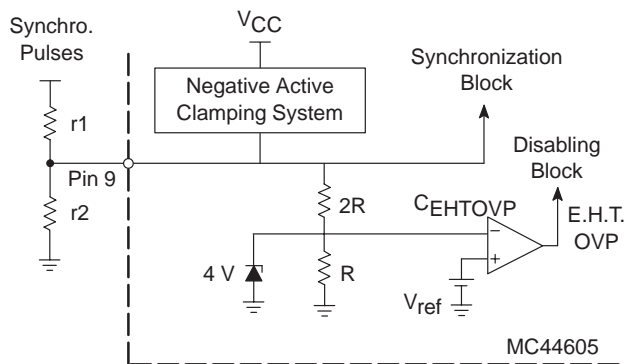 Synchro.
Pulses
VCC
Negative Active
Clamping System
Synchronization
Block
r1
Pin 9
r2
2R
CEHTOVP
Disabling
Block
E.H.T.
OVP
–
+
4 V
R
Vref
MC44605